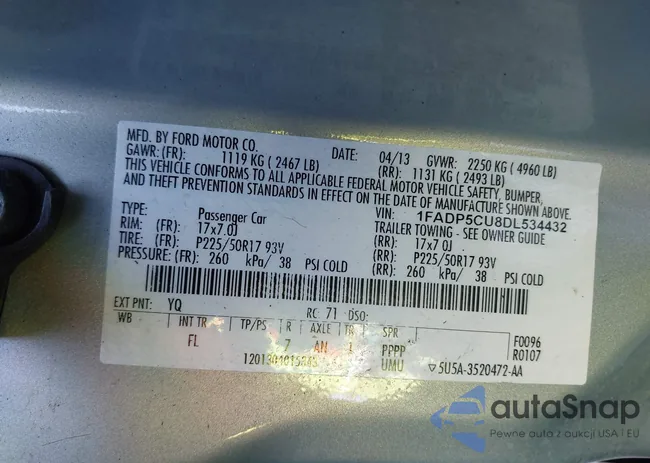 MFD. BY FORD MOTOR CO.
DATE: 04/13 GVWR: 2250 KG ( 4960 LB)
GAWR: (FR): 1119 KG ( 2467 LB) (RR): 1131 KG ( 2493 LB)
THIS VEHICLE CONFORMS TO ALL APPLICABLE FEDERAL MOTOR VEHICLE SAFETY, BUMPER,
AND THEFT PREVENTION STANDARDS IN EFFECT ON THE DATE OF MANUFACTURE SHOWN ABOVE.
VIN: 1FADP5CU8DL534432
TYPE: Passenger Car TRAILER TOWING - SEE OWNER GUIDE
RIM: (FR): 17x7.0J (RR): 17x7.0J
TIRE: (FR): P225/50R17 93V (RR): P225/50R17 93V
PRESSURE: (FR): 260 kPa/ 38 PSI COLD (RR): 260 kPa/ 38 PSI COLD
EXT PNT: YQ RC: 71 DSO:
WB INT TR TP/PS R AXLE TR SPR F0096
FL 7 AN PPPP R0107
UMU 5U5A-3520472-AA
autaSnap
Pewne auta z aukcji USA i EU